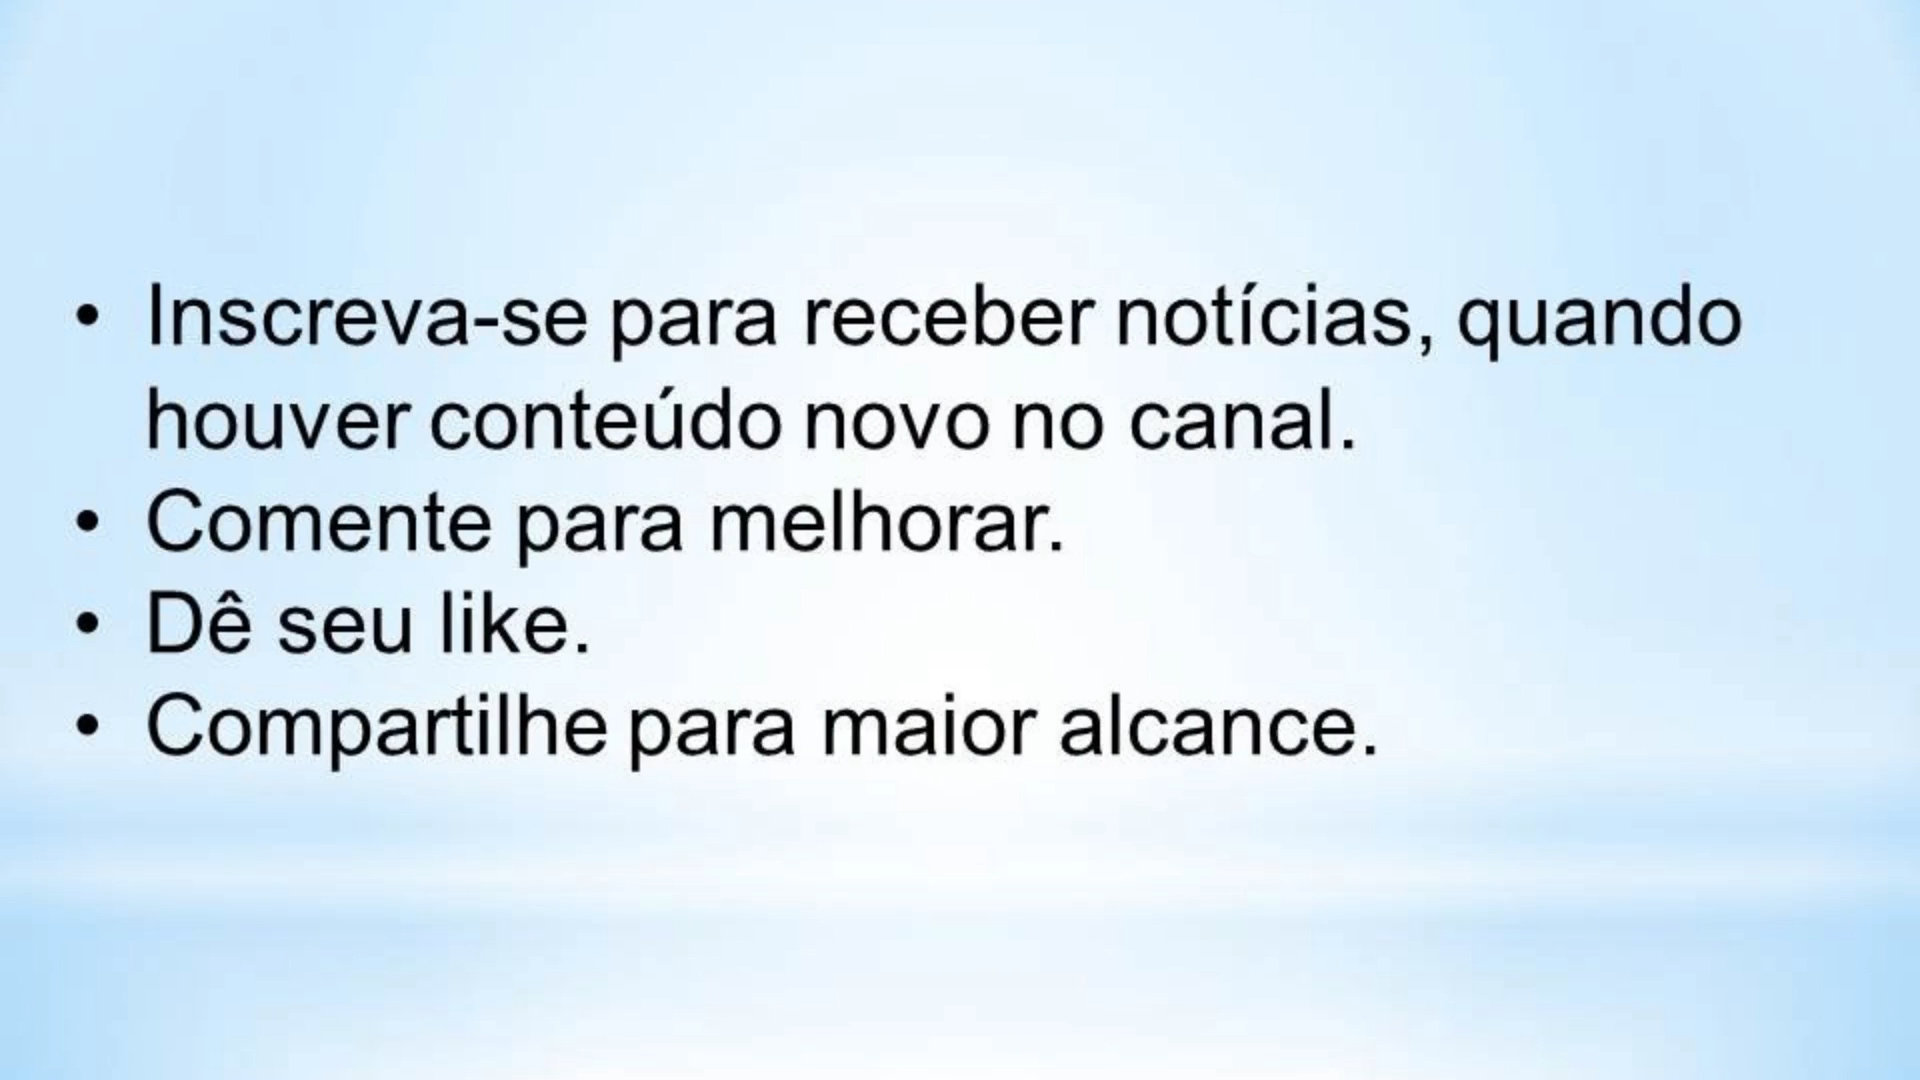 • Inscreva-se para receber notícias, quando
houver conteúdo novo no canal.
• Comente para melhorar.
• Dê seu like.
• Compartilhe para maior alcance.